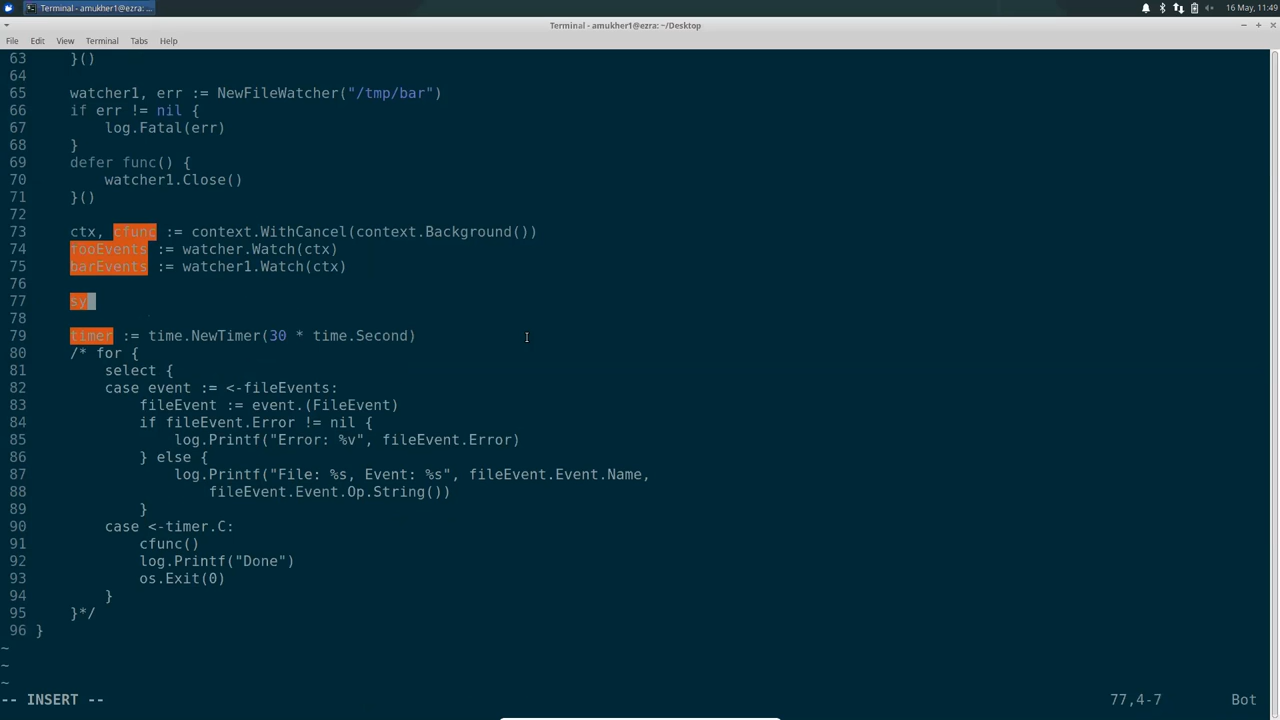 Terminal - amukher1@ezra: ...
16 May, 11:49
Terminal - amukher1@ezra: ~/Desktop
File Edit View Terminal Tabs Help
63 }()
64
65 watcher1, err := NewFileWatcher("/tmp/bar")
66 if err != nil {
67 log.Fatal(err)
68 }
69 defer func() {
70 watcher1.Close()
71 }()
72
73 ctx, cfunc := context.WithCancel(context.Background())
74 fooEvents := watcher.Watch(ctx)
75 barEvents := watcher1.Watch(ctx)
76
77 sy
78
79 timer := time.NewTimer(30 * time.Second)
80 /* for {
81 select {
82 case event := <-fileEvents:
83 fileEvent := event.(FileEvent)
84 if fileEvent.Error != nil {
85 log.Printf("Error: %v", fileEvent.Error)
86 } else {
87 log.Printf("File: %s, Event: %s", fileEvent.Event.Name,
88 fileEvent.Event.Op.String())
89 }
90 case <-timer.C:
91 cfunc()
92 log.Printf("Done")
93 os.Exit(0)
94 }
95 }*/
96 }
~
~
~
-- INSERT -- 77,4-7 Bot